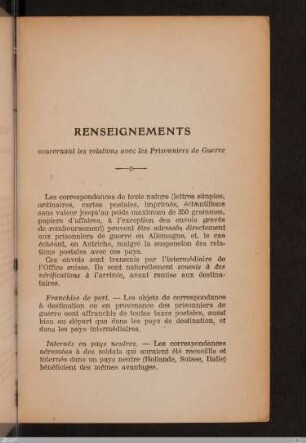 RENSEIGNEMENTS
concernant les relations avec les Prisonniers de Guerre
Les correspondances de toute nature (lettres simples,
ordinaires, cartes postales, imprimés, échantillons
sans valeur jusqu'au poids maximum de 350 grammes,
papiers d'affaires, à l'exception des envois grevés
de remboursement) peuvent être adressés directement
aux prisonniers de guerre en Allemagne, et, le cas
échéant, en Autriche, malgré la suspension des rela-
tions postales avec ces pays.
Ces envois sont transmis par l'intermédiaire de
l'Office suisse. Ils sont naturellement soumis à des
vérifications à l'arrivée, avant remise aux destina-
taires.
Franchise de port. — Les objets de correspondance
à destination ou en provenance des prisonniers de
guerre sont affranchis de toutes taxes postales, aussi
bien au départ que dans les pays de destination, et
dans les pays intermédiaires.
Internés en pays neutres. — Les correspondances
adressées à des soldats qui auraient été recueillis et
internés dans un pays neutre (Hollande, Suisse, Italie)
bénéficient des mêmes avantages.